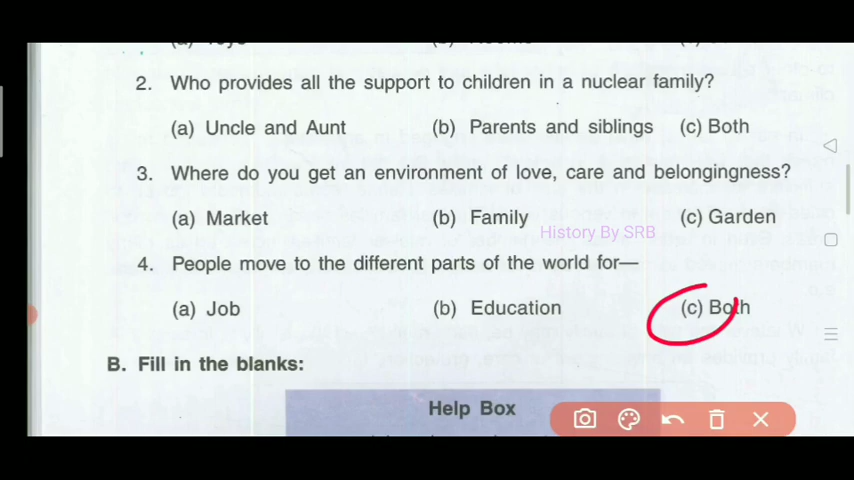 2. Who provides all the support to children in a nuclear family?
(a) Uncle and Aunt (b) Parents and siblings (c) Both
3. Where do you get an environment of love, care and belongingness?
(a) Market (b) Family (c) Garden
History By SRB
4. People move to the different parts of the world for—
(a) Job (b) Education (c) Both
B. Fill in the blanks:
Help Box